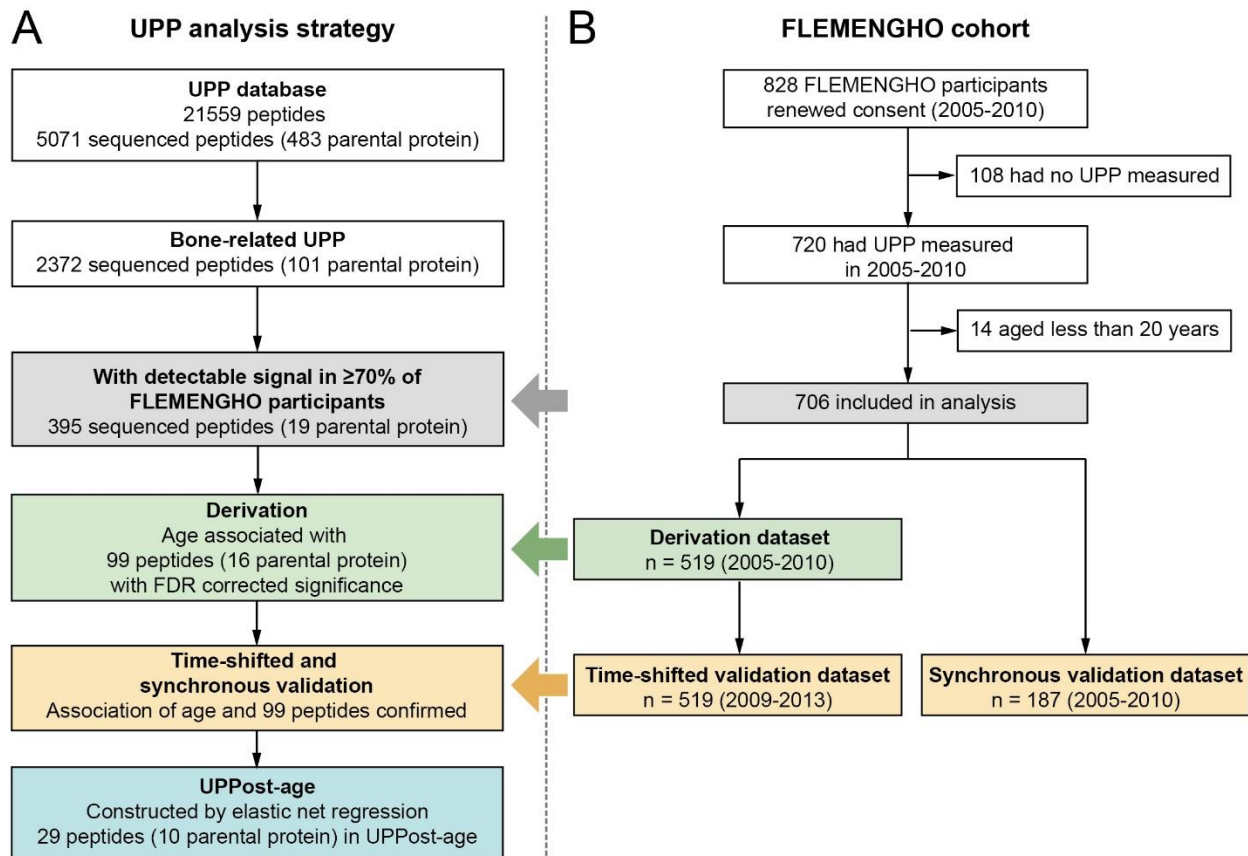 A
UPP analysis strategy
UPP database
21559 peptides
5071 sequenced peptides (483 parental protein)
Bone-related UPP
2372 sequenced peptides (101 parental protein)
With detectable signal in ≥70% of
FLEMENGHO participants
395 sequenced peptides (19 parental protein)
Derivation
Age associated with
99 peptides (16 parental protein)
with FDR corrected significance
Time-shifted and
synchronous validation
Association of age and 99 peptides confirmed
UPPost-age
Constructed by elastic net regression
29 peptides (10 parental protein) in UPPost-age
B
FLEMENGHO cohort
828 FLEMENGHO participants
renewed consent (2005-2010)
108 had no UPP measured
720 had UPP measured
in 2005-2010
14 aged less than 20 years
706 included in analysis
Derivation dataset
n = 519 (2005-2010)
Time-shifted validation dataset
n = 519 (2009-2013)
Synchronous validation dataset
n = 187 (2005-2010)